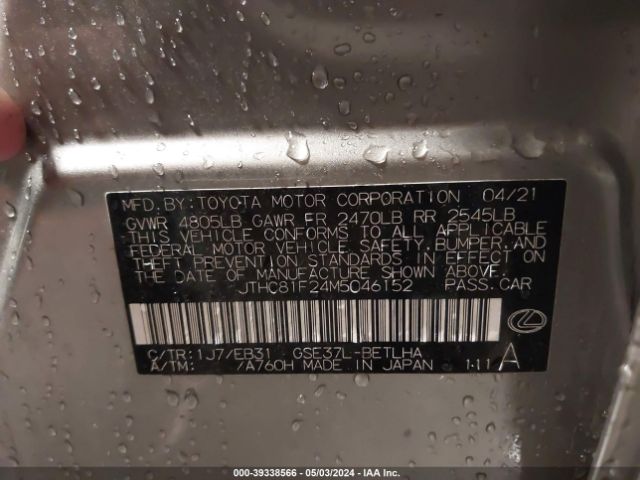 MFD.BY:TOYOTA MOTOR CORPORATION 04/21
GVWR 4805LB GAWR FR 2470LB RR 2545LB
THIS VEHICLE CONFORMS TO ALL APPLICABLE
FEDERAL MOTOR VEHICLE SAFETY, BUMPER, AND
THEFT PREVENTION STANDARDS IN EFFECT ON
THE DATE OF MANUFACTURE SHOWN ABOVE.
JTHC81F24M5046152 PASS.CAR
C/TR:1J7/EB31 GSE37L-BETLHA
A/TM: /A760H MADE IN JAPAN 111 A
000-39338566 - 05/03/2024 - IAA Inc.